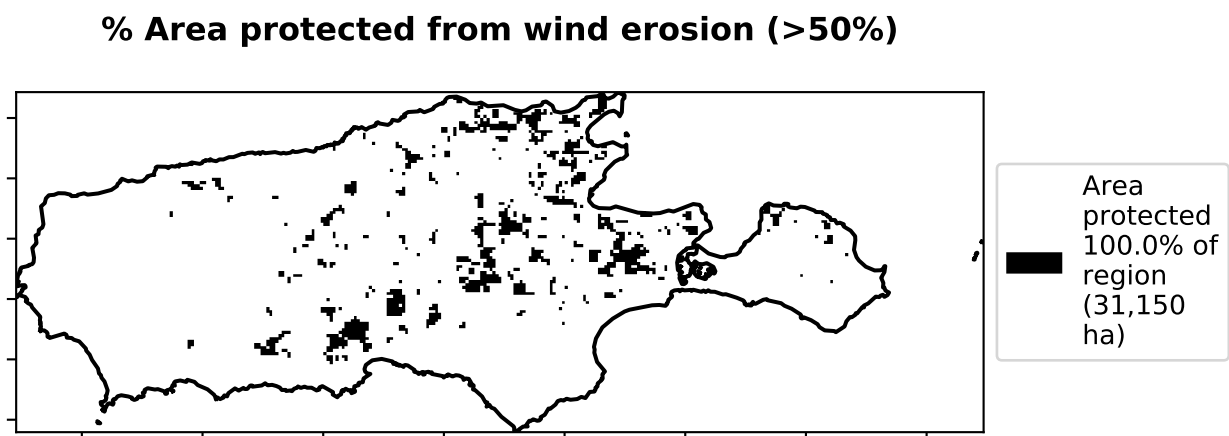 % Area protected from wind erosion (>50%)
Area
protected
100.0% of
region
(31,150
ha)